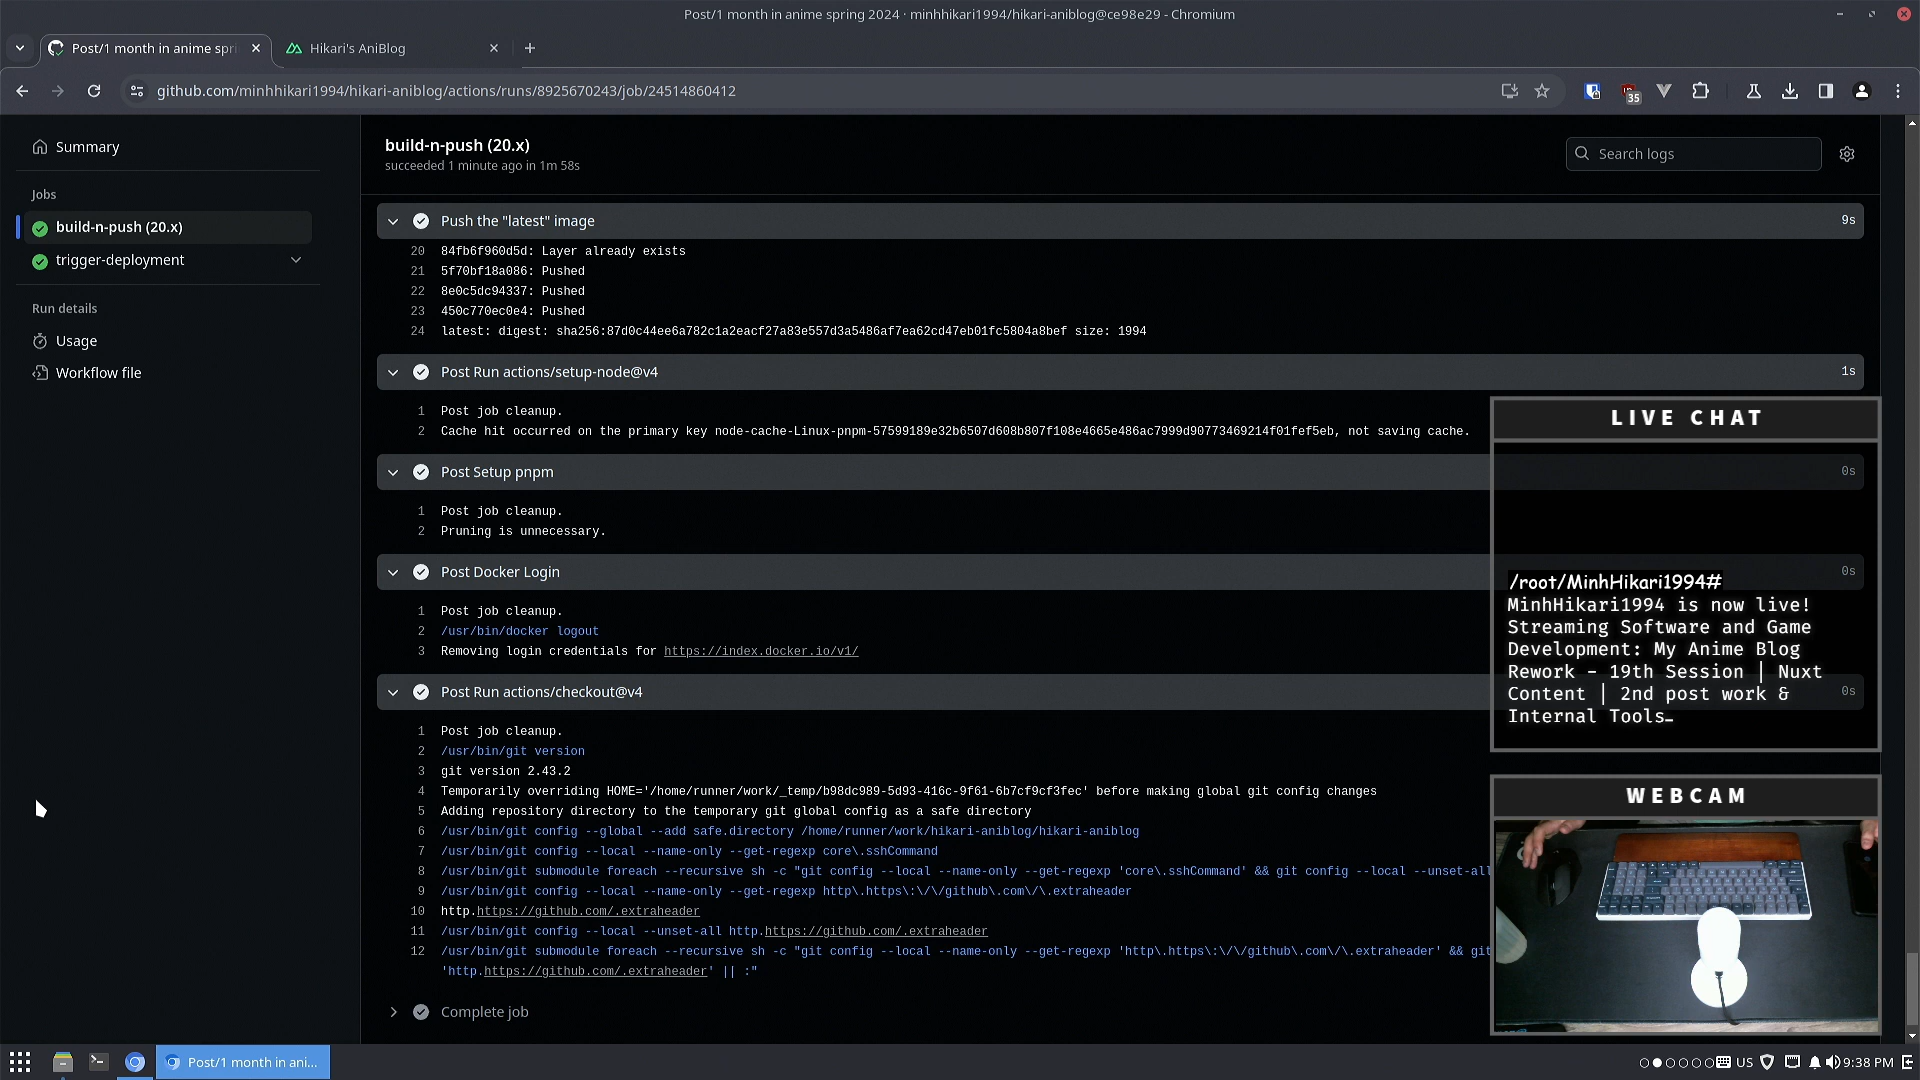 Post/1 month in anime spring 2024 · minhhikari1994/hikari-aniblog@ce98e29 - Chromium
Post/1 month in anime spri
Hikari's AniBlog
github.com/minhhikari1994/hikari-aniblog/actions/runs/8925670243/job/24514860412
35
Summary
Jobs
build-n-push (20.x)
trigger-deployment
Run details
Usage
Workflow file
build-n-push (20.x)
succeeded 1 minute ago in 1m 58s
Search logs
Push the "latest" image 9s
20 84fb6f960d5d: Layer already exists
21 5f70bf18a086: Pushed
22 8e0c5dc94337: Pushed
23 450c770ec0e4: Pushed
24 latest: digest: sha256:87d0c44ee6a782c1a2eacf27a83e557d3a5486af7ea62cd47eb01fc5804a8bef size: 1994
Post Run actions/setup-node@v4 1s
1 Post job cleanup.
2 Cache hit occurred on the primary key node-cache-Linux-pnpm-57599189e32b6507d608b807f108e4665e486ac7999d90773469214f01fef5eb, not saving cache.
Post Setup pnpm 0s
1 Post job cleanup.
2 Pruning is unnecessary.
Post Docker Login 0s
1 Post job cleanup.
2 /usr/bin/docker logout
3 Removing login credentials for https://index.docker.io/v1/
Post Run actions/checkout@v4 0s
1 Post job cleanup.
2 /usr/bin/git version
3 git version 2.43.2
4 Temporarily overriding HOME='/home/runner/work/_temp/b98dc989-5d93-416c-9f61-6b7cf9cf3fec' before making global git config changes
5 Adding repository directory to the temporary git global config as a safe directory
6 /usr/bin/git config --global --add safe.directory /home/runner/work/hikari-aniblog/hikari-aniblog
7 /usr/bin/git config --local --name-only --get-regexp core\.sshCommand
8 /usr/bin/git submodule foreach --recursive sh -c "git config --local --name-only --get-regexp 'core\.sshCommand' && git config --local --unset-all
9 /usr/bin/git config --local --name-only --get-regexp http\.https\:\/\/github\.com\/\.extraheader
10 http.https://github.com/.extraheader
11 /usr/bin/git config --local --unset-all http.https://github.com/.extraheader
12 /usr/bin/git submodule foreach --recursive sh -c "git config --local --name-only --get-regexp 'http\.https\:\/\/github\.com\/\.extraheader' && git
'http.https://github.com/.extraheader' || :"
Complete job
LIVE CHAT
/root/MinhHikari1994#
MinhHikari1994 is now live!
Streaming Software and Game
Development: My Anime Blog
Rework - 19th Session | Nuxt
Content | 2nd post work &
Internal Tools_
WEBCAM
Post/1 month in ani...
US
9:38 PM